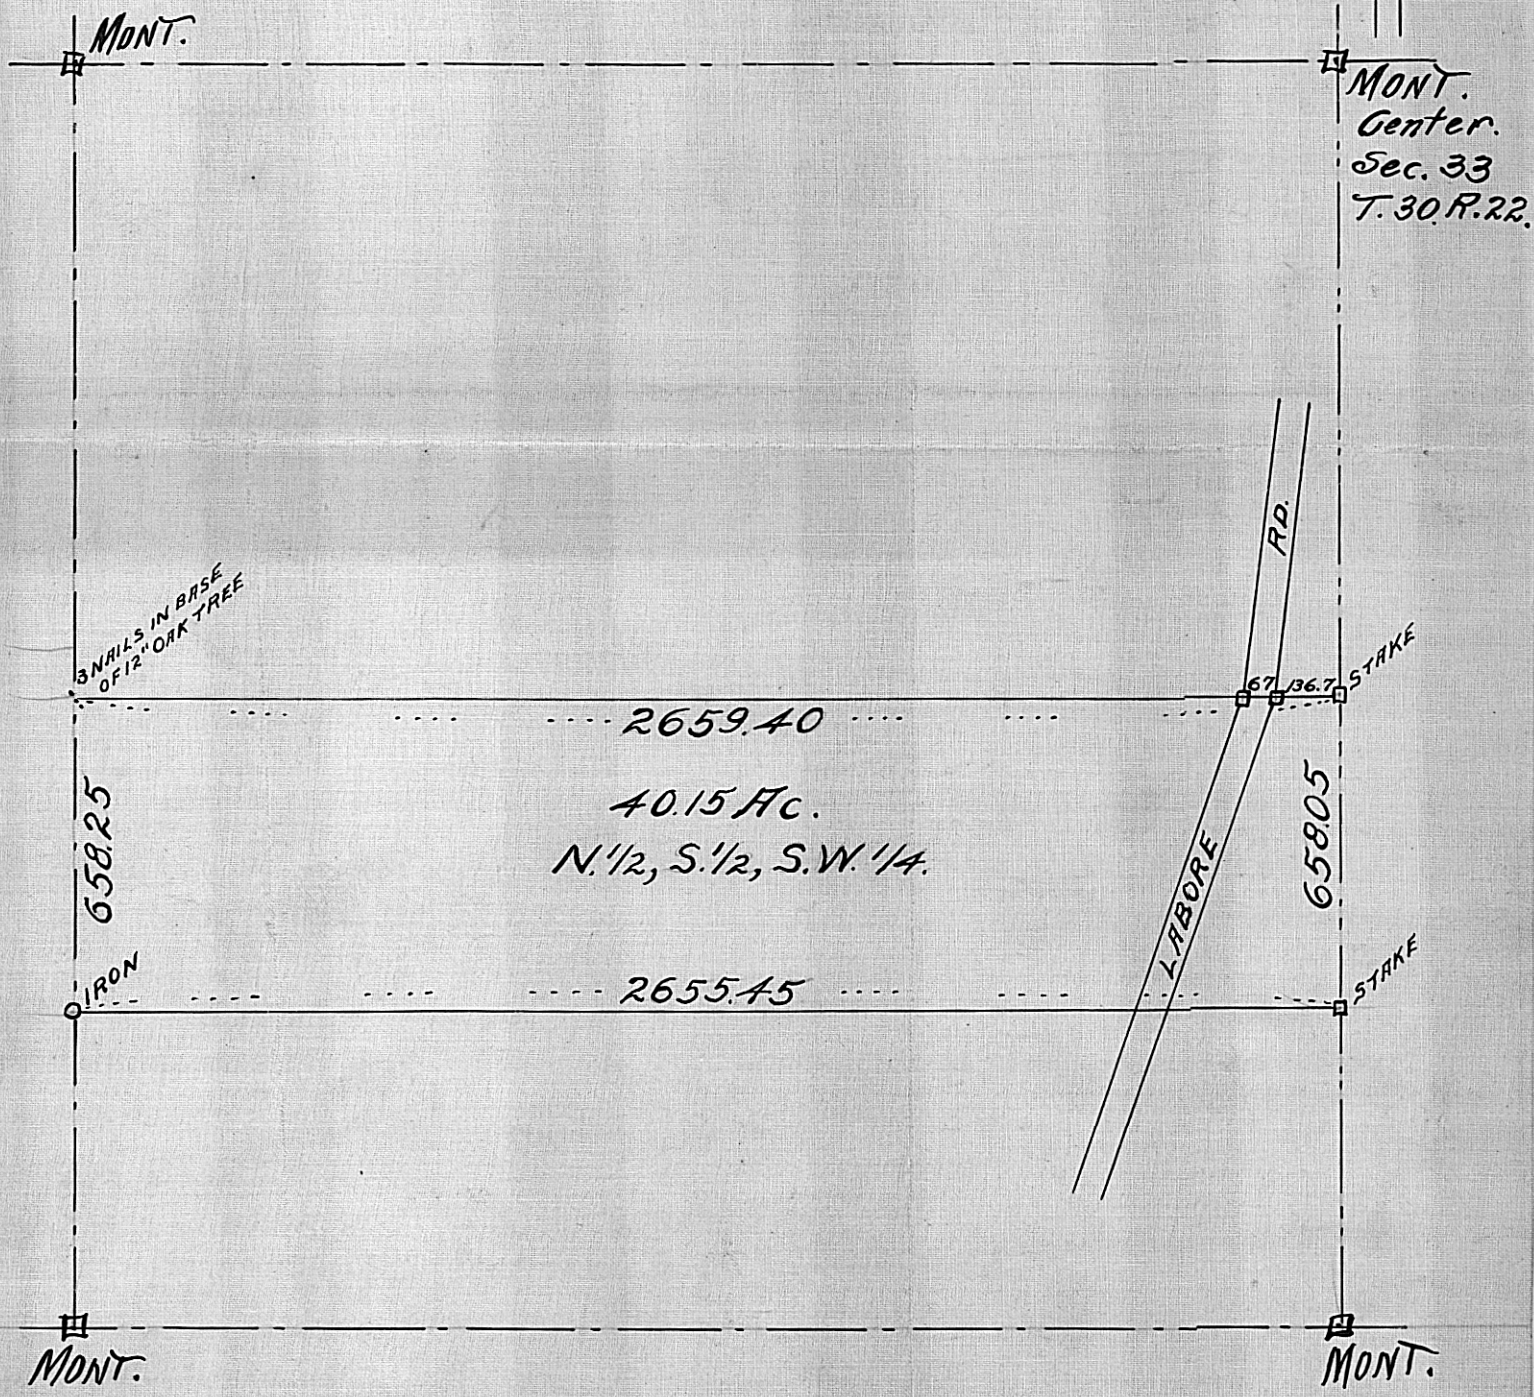 MONT.
MONT.
Center.
Sec. 33
T. 30. R. 22.
3 NAILS IN BASE
OF 12" OAK TREE
RD.
STAKE
67
136.7
2659.40
40.15 Ac.
N. 1/2, S. 1/2, S.W. 1/4.
658.25
LABORE
658.05
IRON
2655.45
STAKE
MONT.
MONT.